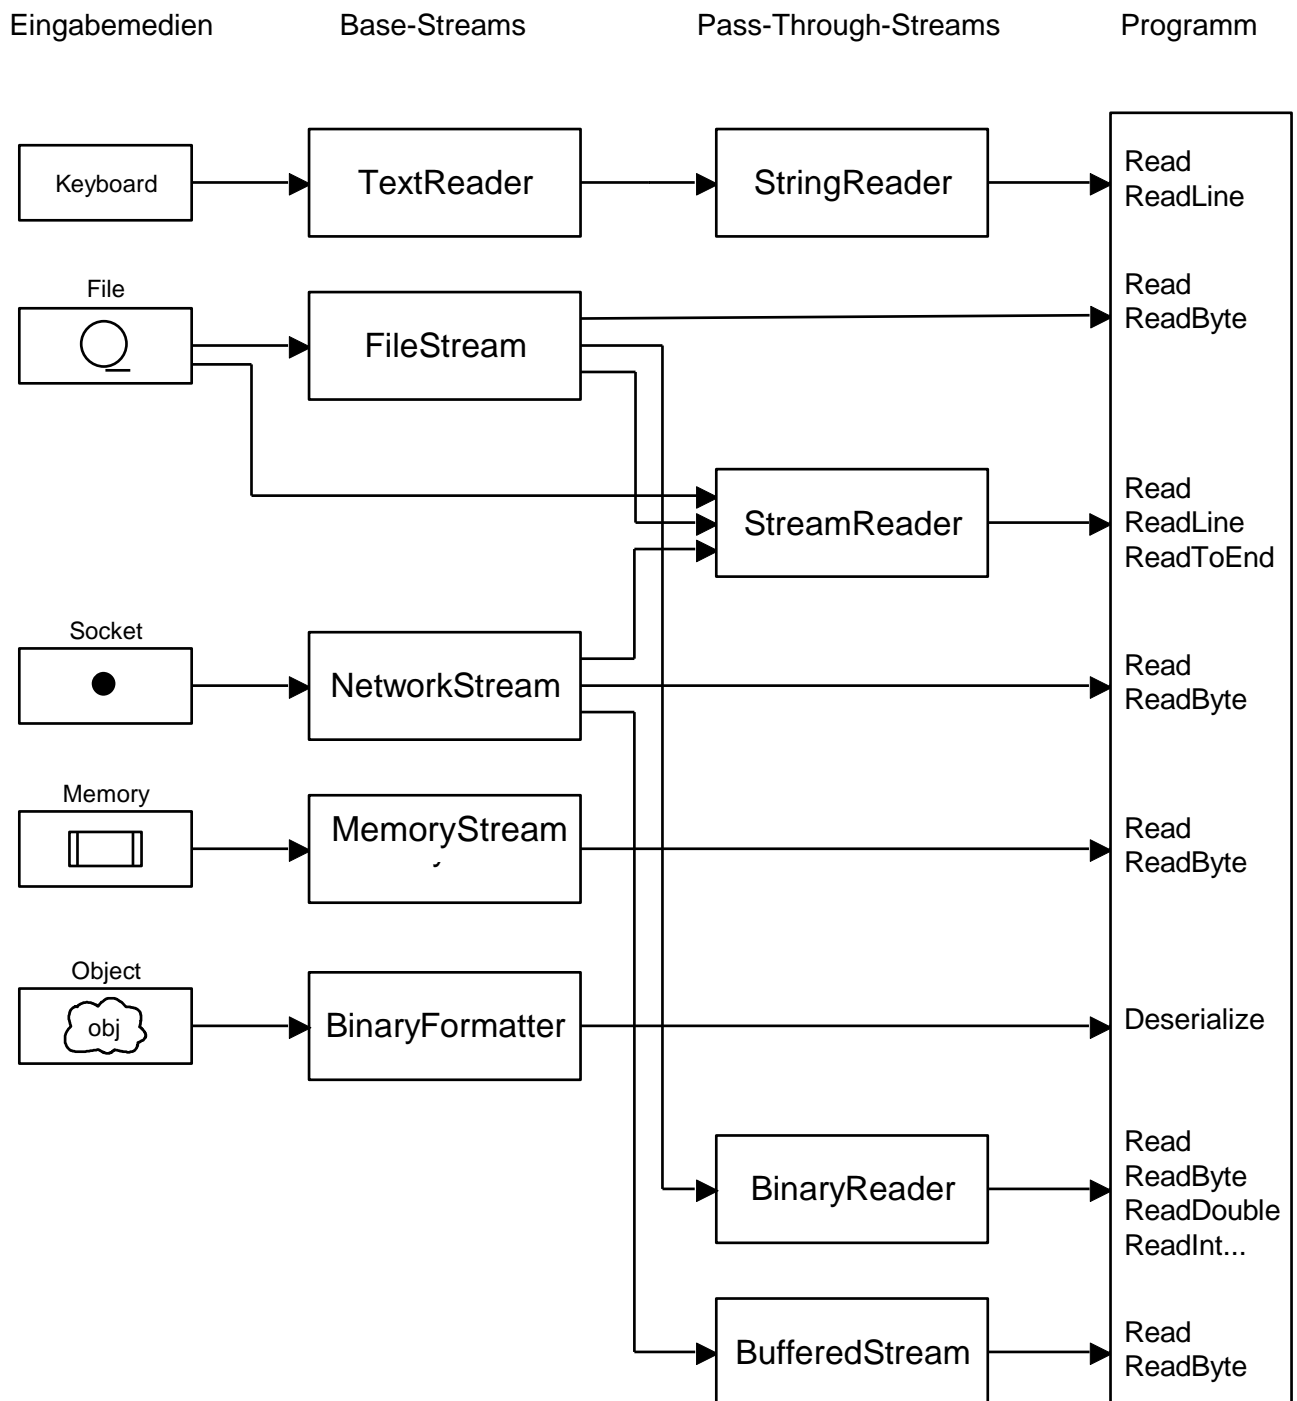 Eingabemedien Base-Streams Pass-Through-Streams Programm
Keyboard TextReader StringReader
Read
ReadLine
File
FileStream
Read
ReadByte
StreamReader
Read
ReadLine
ReadToEnd
Socket
NetworkStream
Read
ReadByte
Memory
MemoryStream
Read
ReadByte
Object
obj
BinaryFormatter
Deserialize
BinaryReader
Read
ReadByte
ReadDouble
ReadInt...
BufferedStream
Read
ReadByte